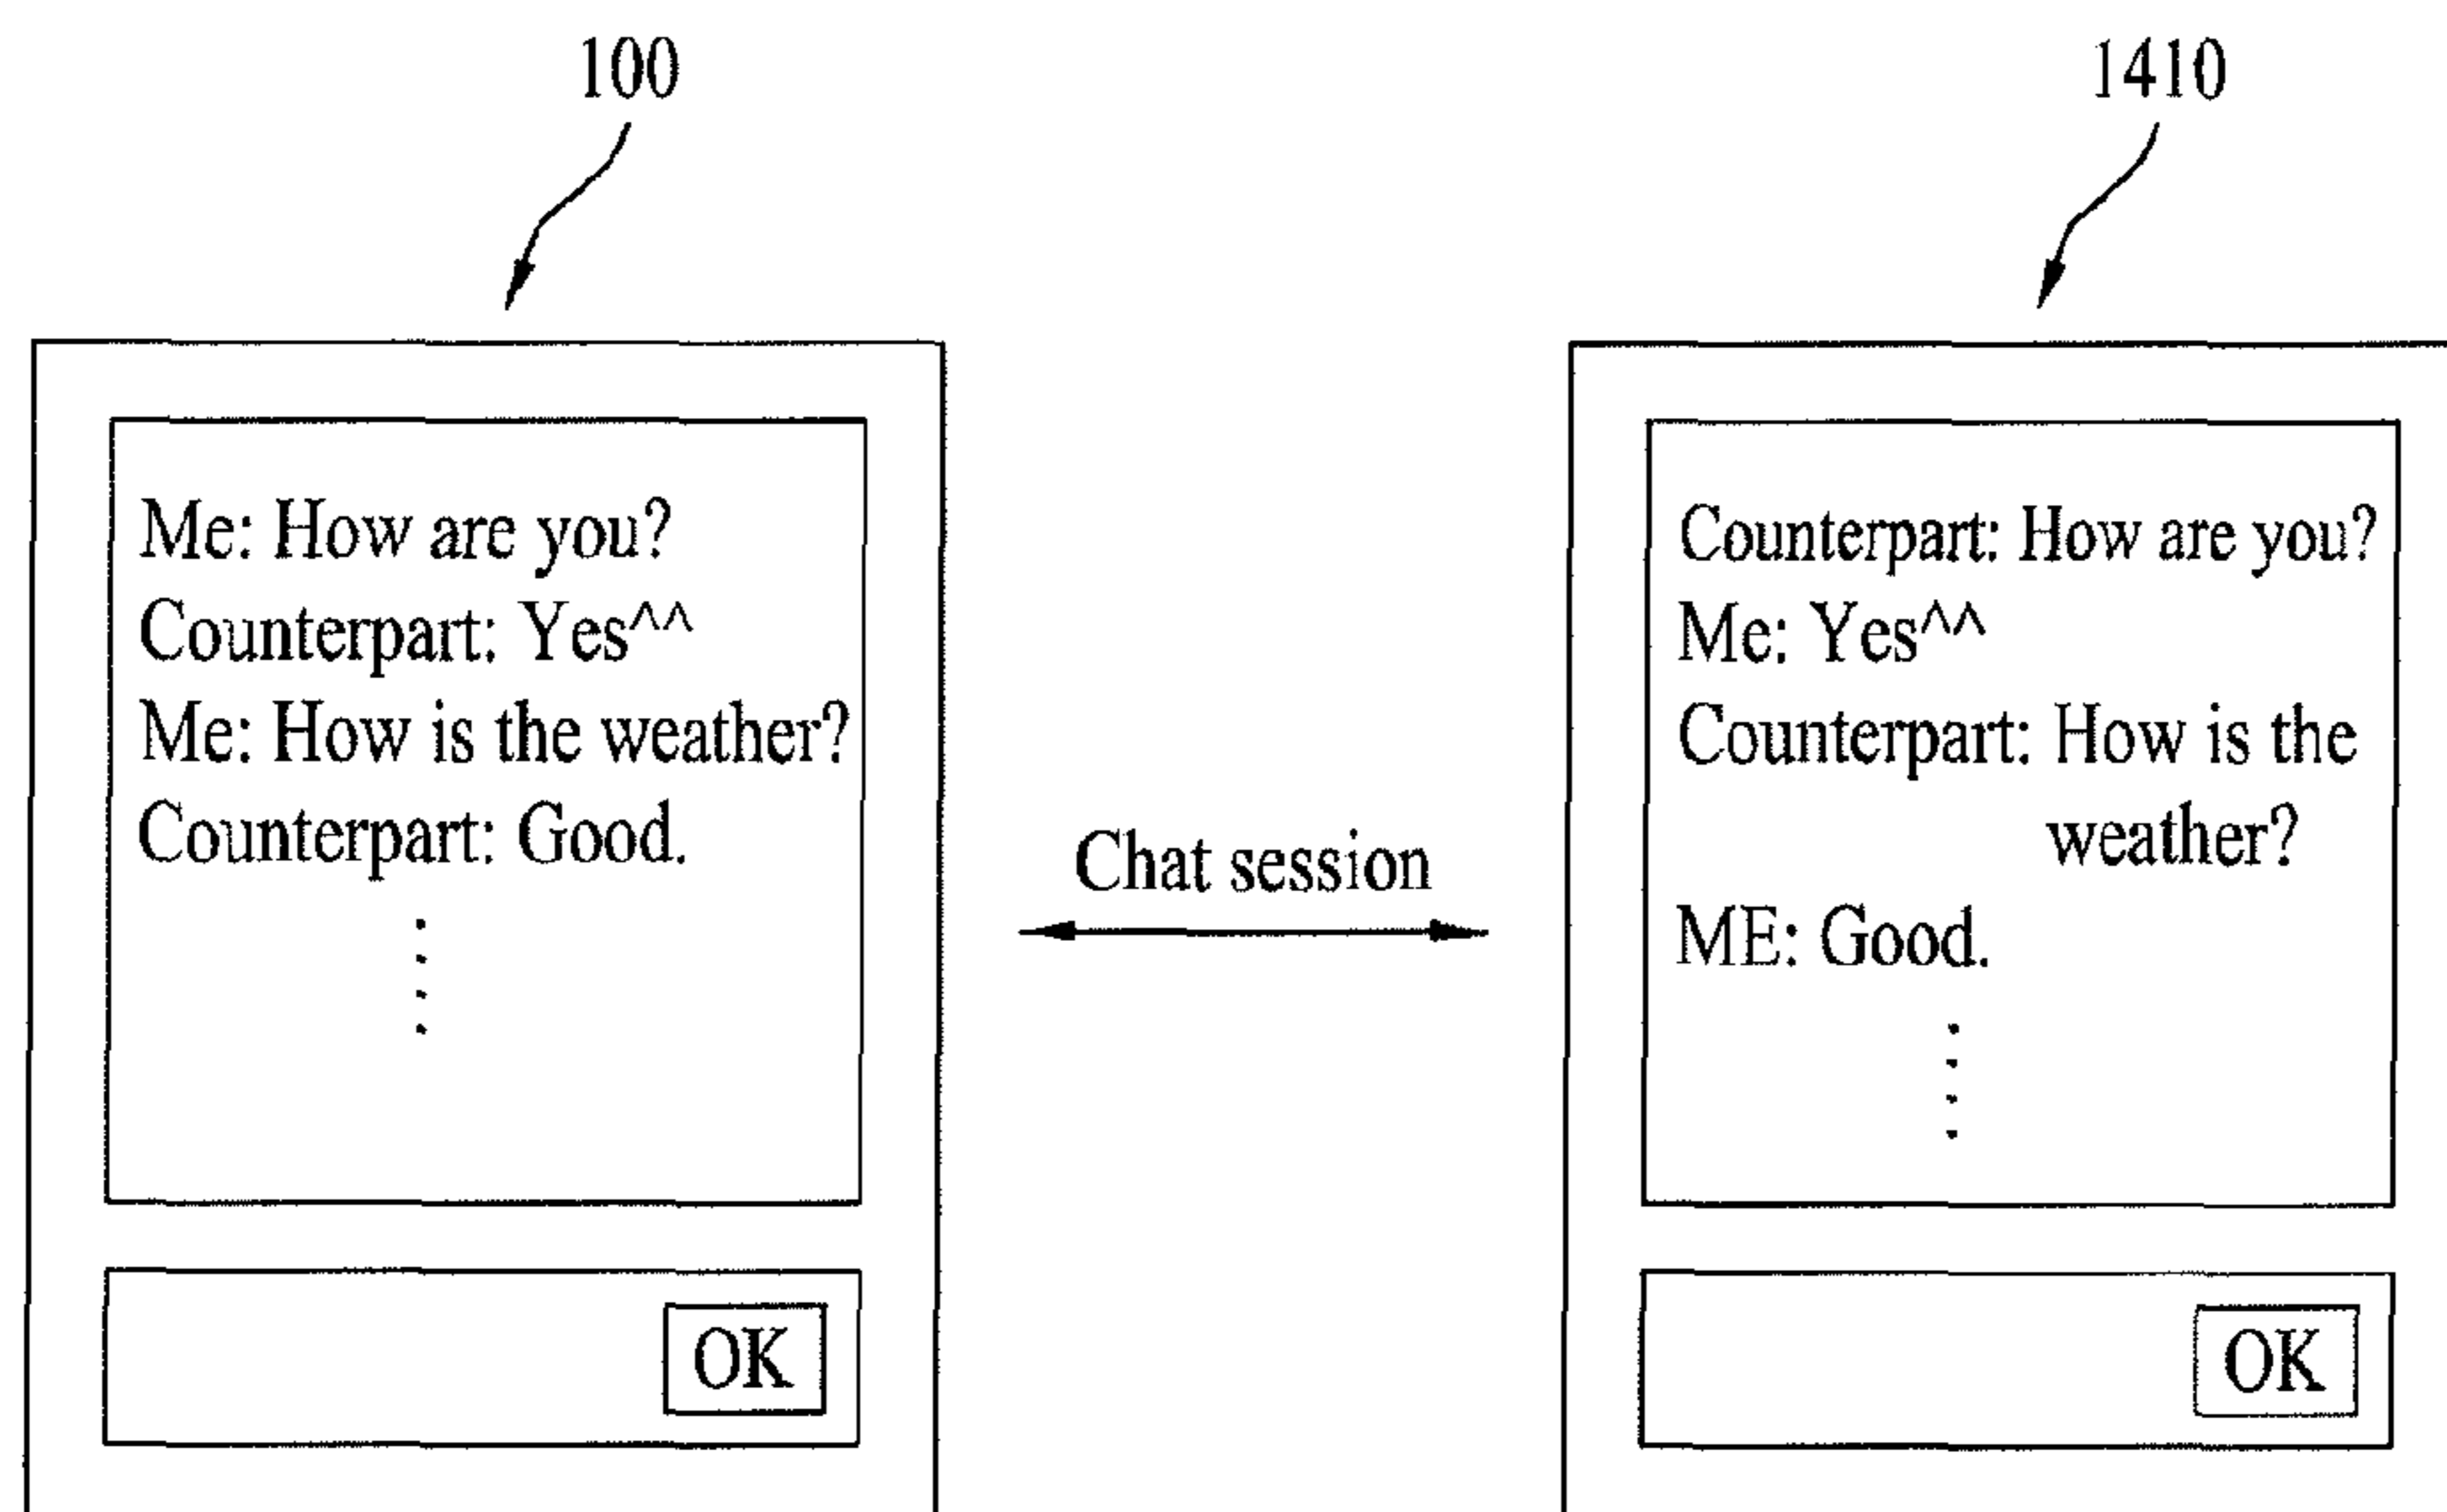 100
1410
Me: How are you?
Counterpart: Yes^^
Me: How is the weather?
Counterpart: Good.
Chat session
Counterpart: How are you?
Me: Yes^^
Counterpart: How is the
weather?
ME: Good.
OK
OK